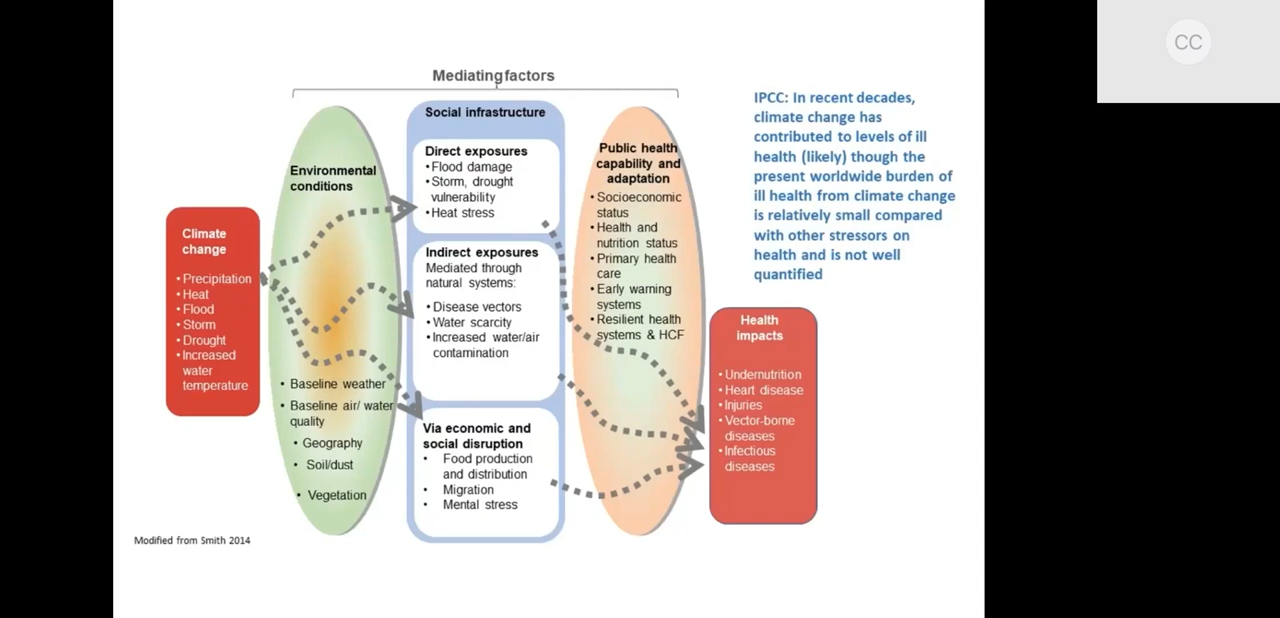 CC
Mediating factors
Climate
change
• Precipitation
• Heat
• Flood
• Storm
• Drought
• Increased
water
temperature
Environmental
conditions
• Baseline weather
• Baseline air/ water
quality
• Geography
• Soil/dust
• Vegetation
Social infrastructure
Direct exposures
• Flood damage
• Storm, drought
vulnerability
• Heat stress
Indirect exposures
Mediated through
natural systems:
• Disease vectors
• Water scarcity
• Increased water/air
contamination
Via economic and
social disruption
• Food production
and distribution
• Migration
• Mental stress
Public health
capability and
adaptation
• Socioeconomic
status
• Health and
nutrition status
• Primary health
care
• Early warning
systems
• Resilient health
systems & HCF
Health
impacts
• Undernutrition
• Heart disease
• Injuries
• Vector-borne
diseases
• Infectious
diseases
IPCC: In recent decades,
climate change has
contributed to levels of ill
health (likely) though the
present worldwide burden of
ill health from climate change
is relatively small compared
with other stressors on
health and is not well
quantified
Modified from Smith 2014